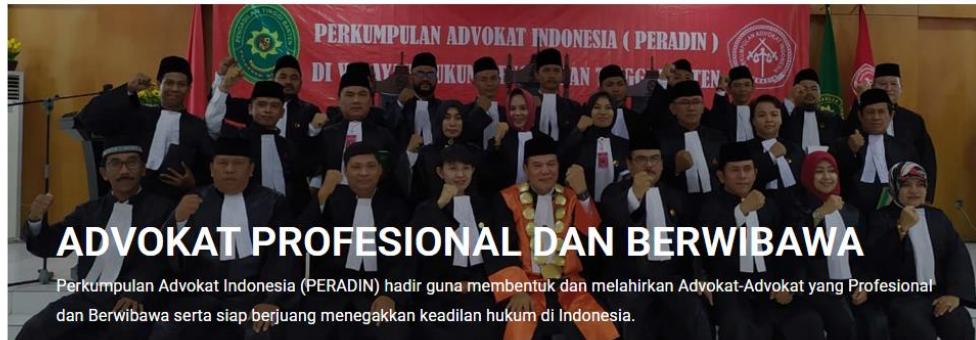 PERKUMPULAN ADVOKAT INDONESIA ( PERADIN )
DI
ADVOKAT PROFESIONAL DAN BERWIBAWA
Perkumpulan Advokat Indonesia (PERADIN) hadir guna membentuk dan melahirkan Advokat-Advokat yang Profesional
dan Berwibawa serta siap berjuang menegakkan keadilan hukum di Indonesia.